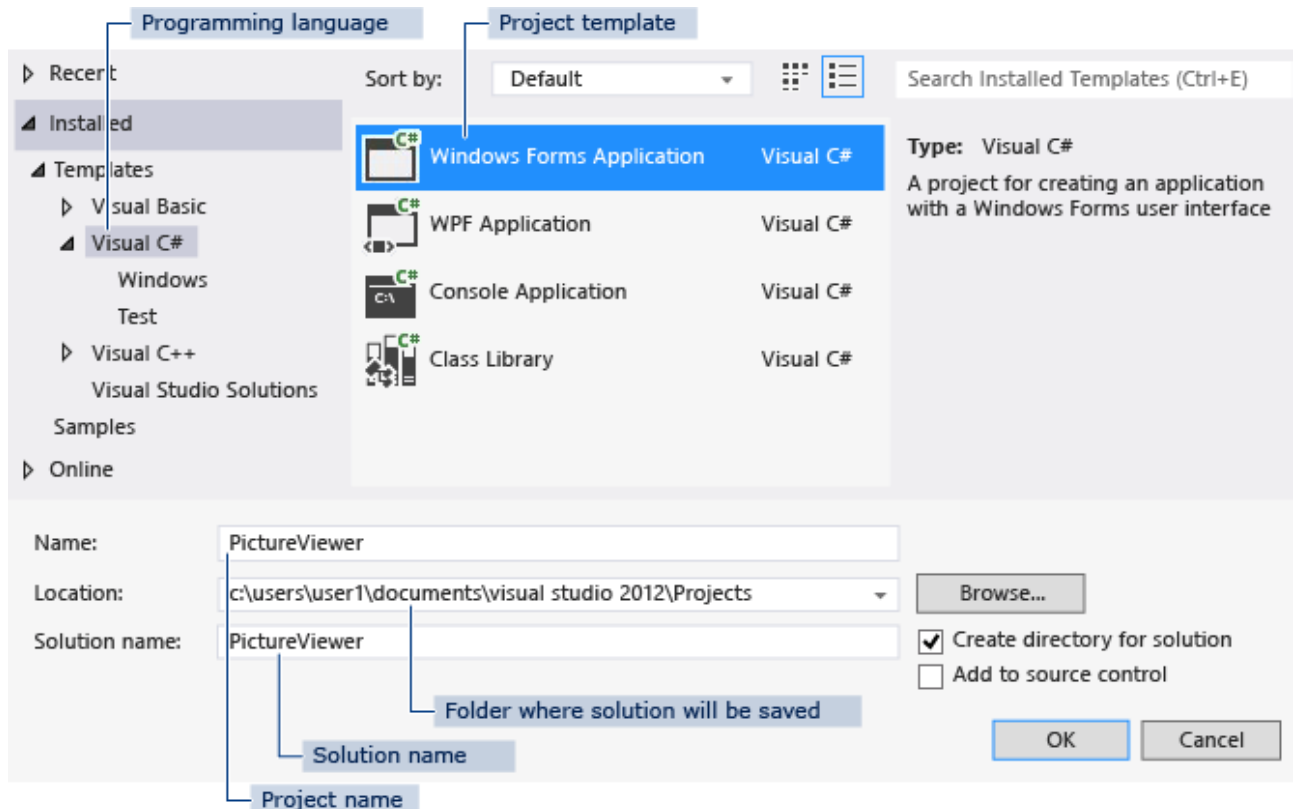 Programming language
Project template
Recent
Sort by: Default
Search Installed Templates (Ctrl+E)
Installed
Templates
Visual Basic
Visual C#
Windows
Test
Visual C++
Visual Studio Solutions
Samples
Online
C#
Windows Forms Application Visual C#
C#
WPF Application Visual C#
C#
C:\
Console Application Visual C#
C#
Class Library Visual C#
Type: Visual C#
A project for creating an application
with a Windows Forms user interface
Name: PictureViewer
Location: c:\users\user1\documents\visual studio 2012\Projects
Browse...
Solution name: PictureViewer
Create directory for solution
Add to source control
Folder where solution will be saved
OK
Cancel
Solution name
Project name